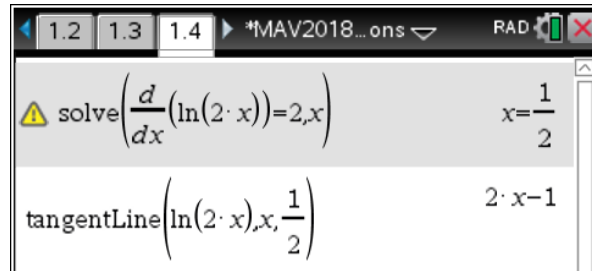 1.2 1.3 1.4 *MAV2018...ons RAD
solve(d/dx(ln(2·x))=2,x) x=1/2
tangentLine(ln(2·x),x,1/2) 2·x−1